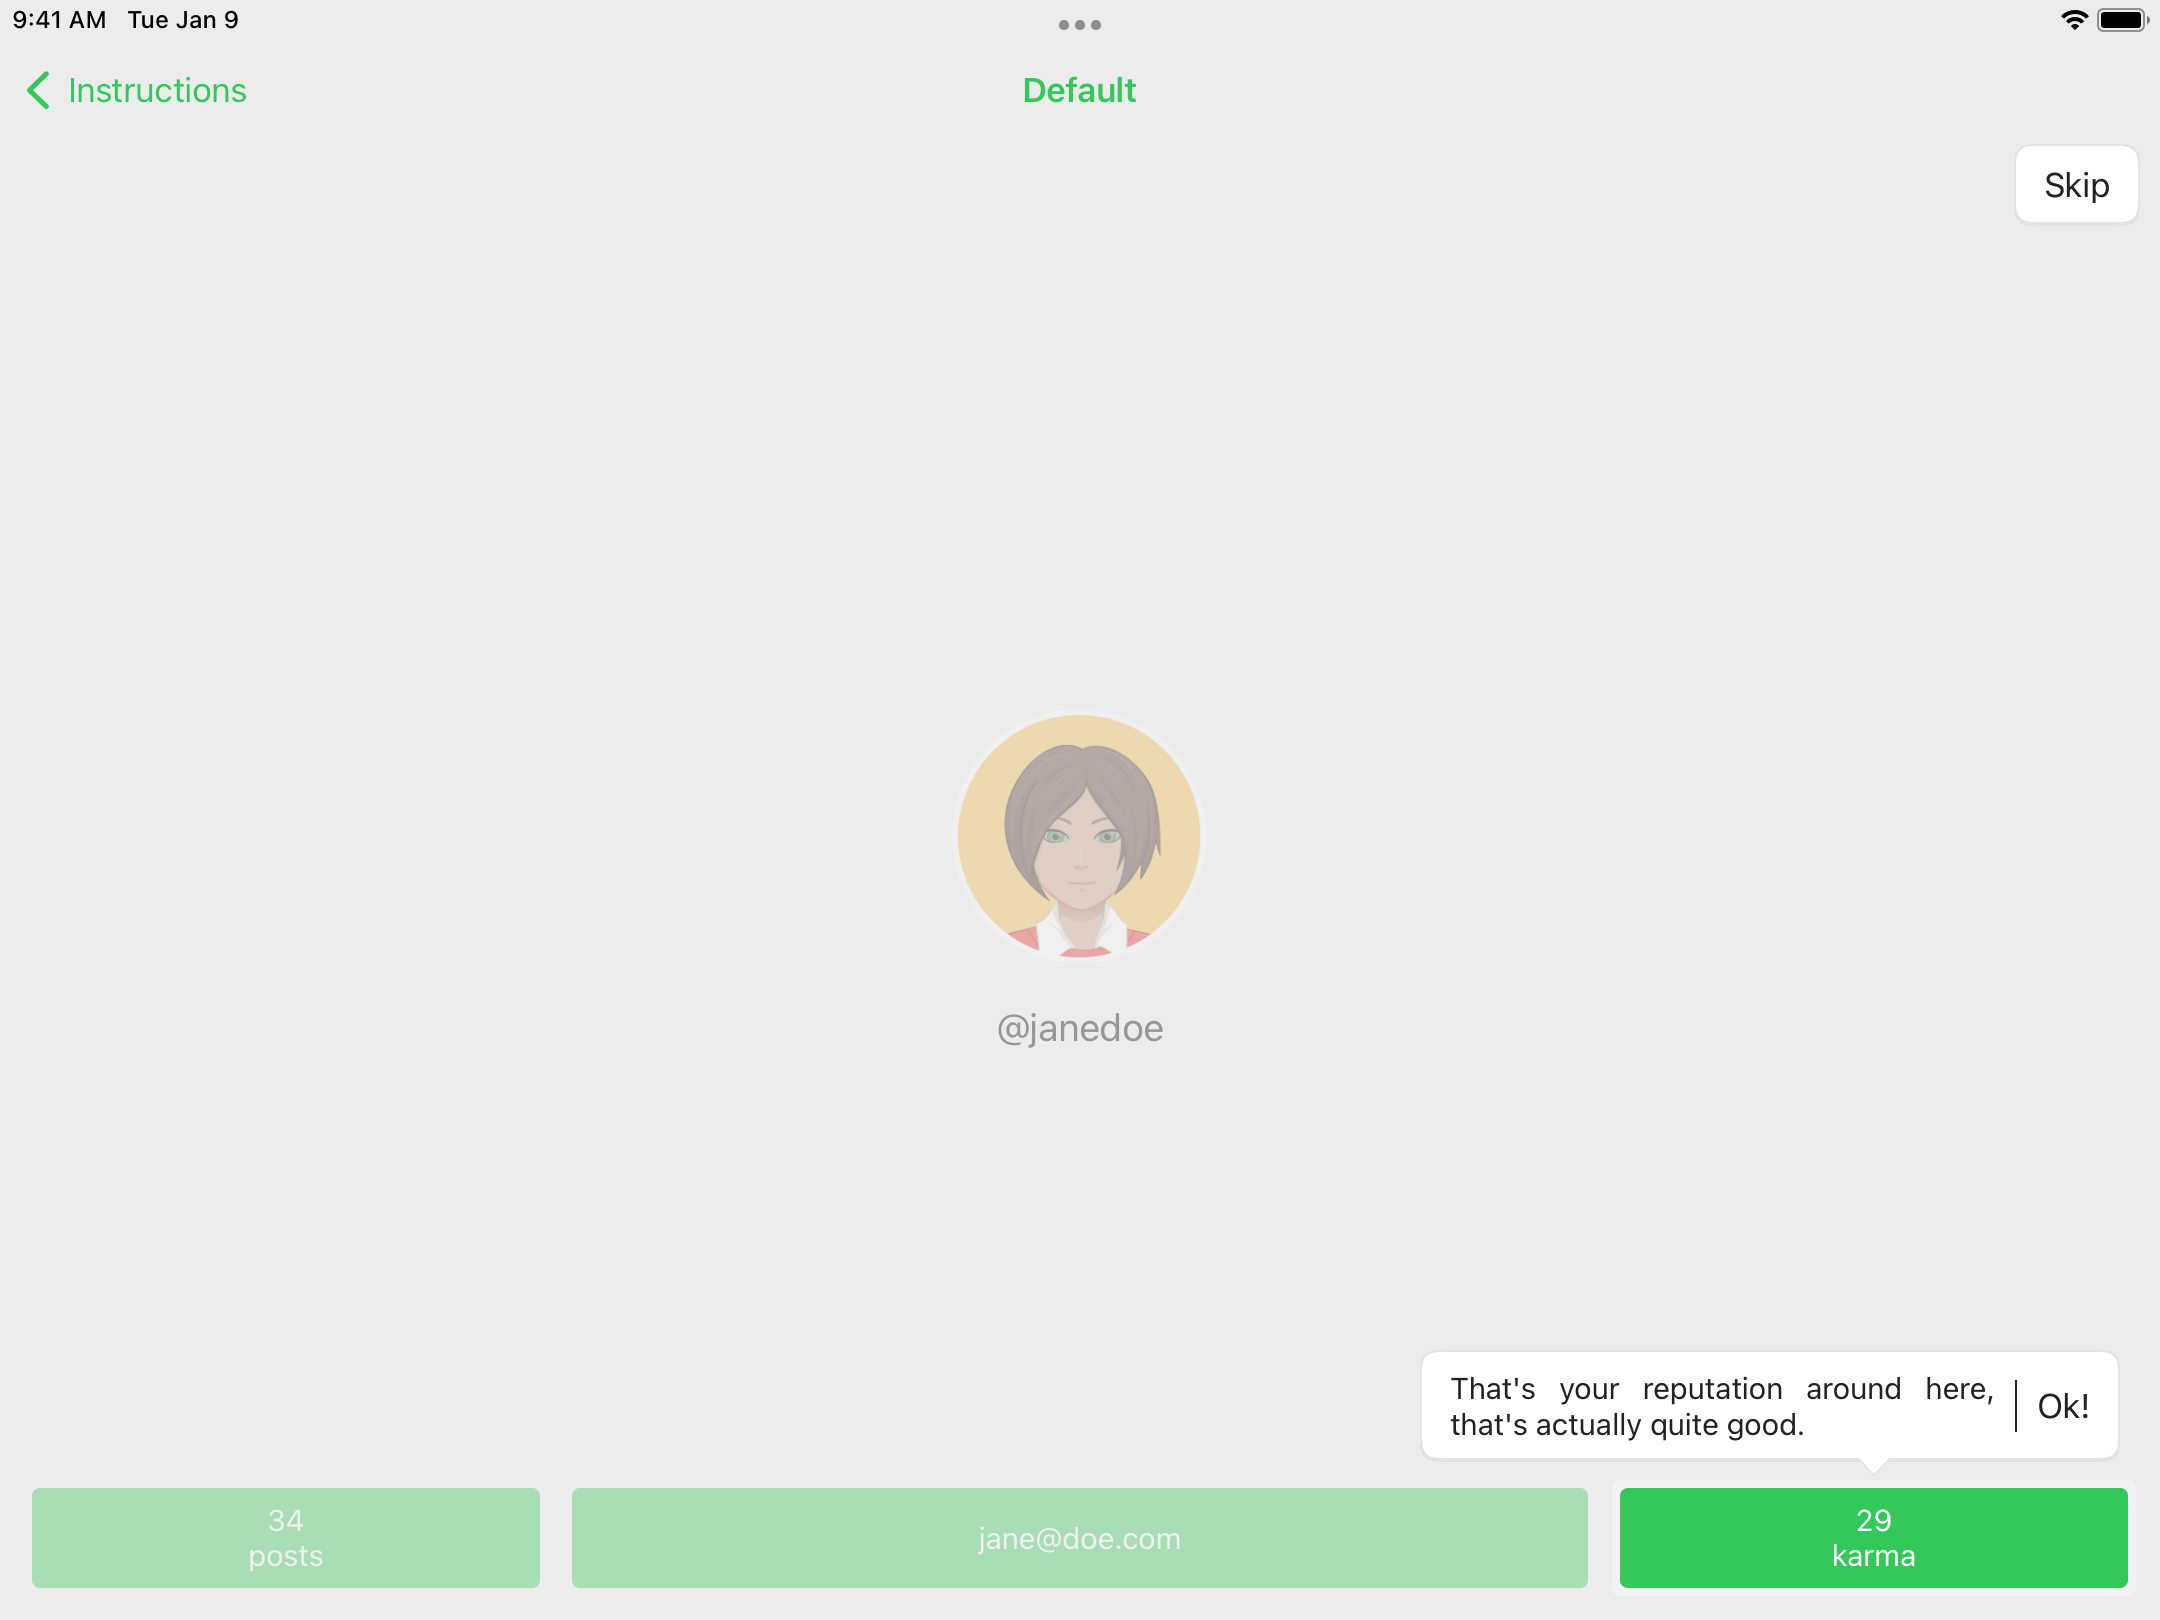 9:41 AM Tue Jan 9
Instructions
Default
Skip
@janedoe
That's your reputation around here,
that's actually quite good.
Ok!
34
posts
jane@doe.com
29
karma